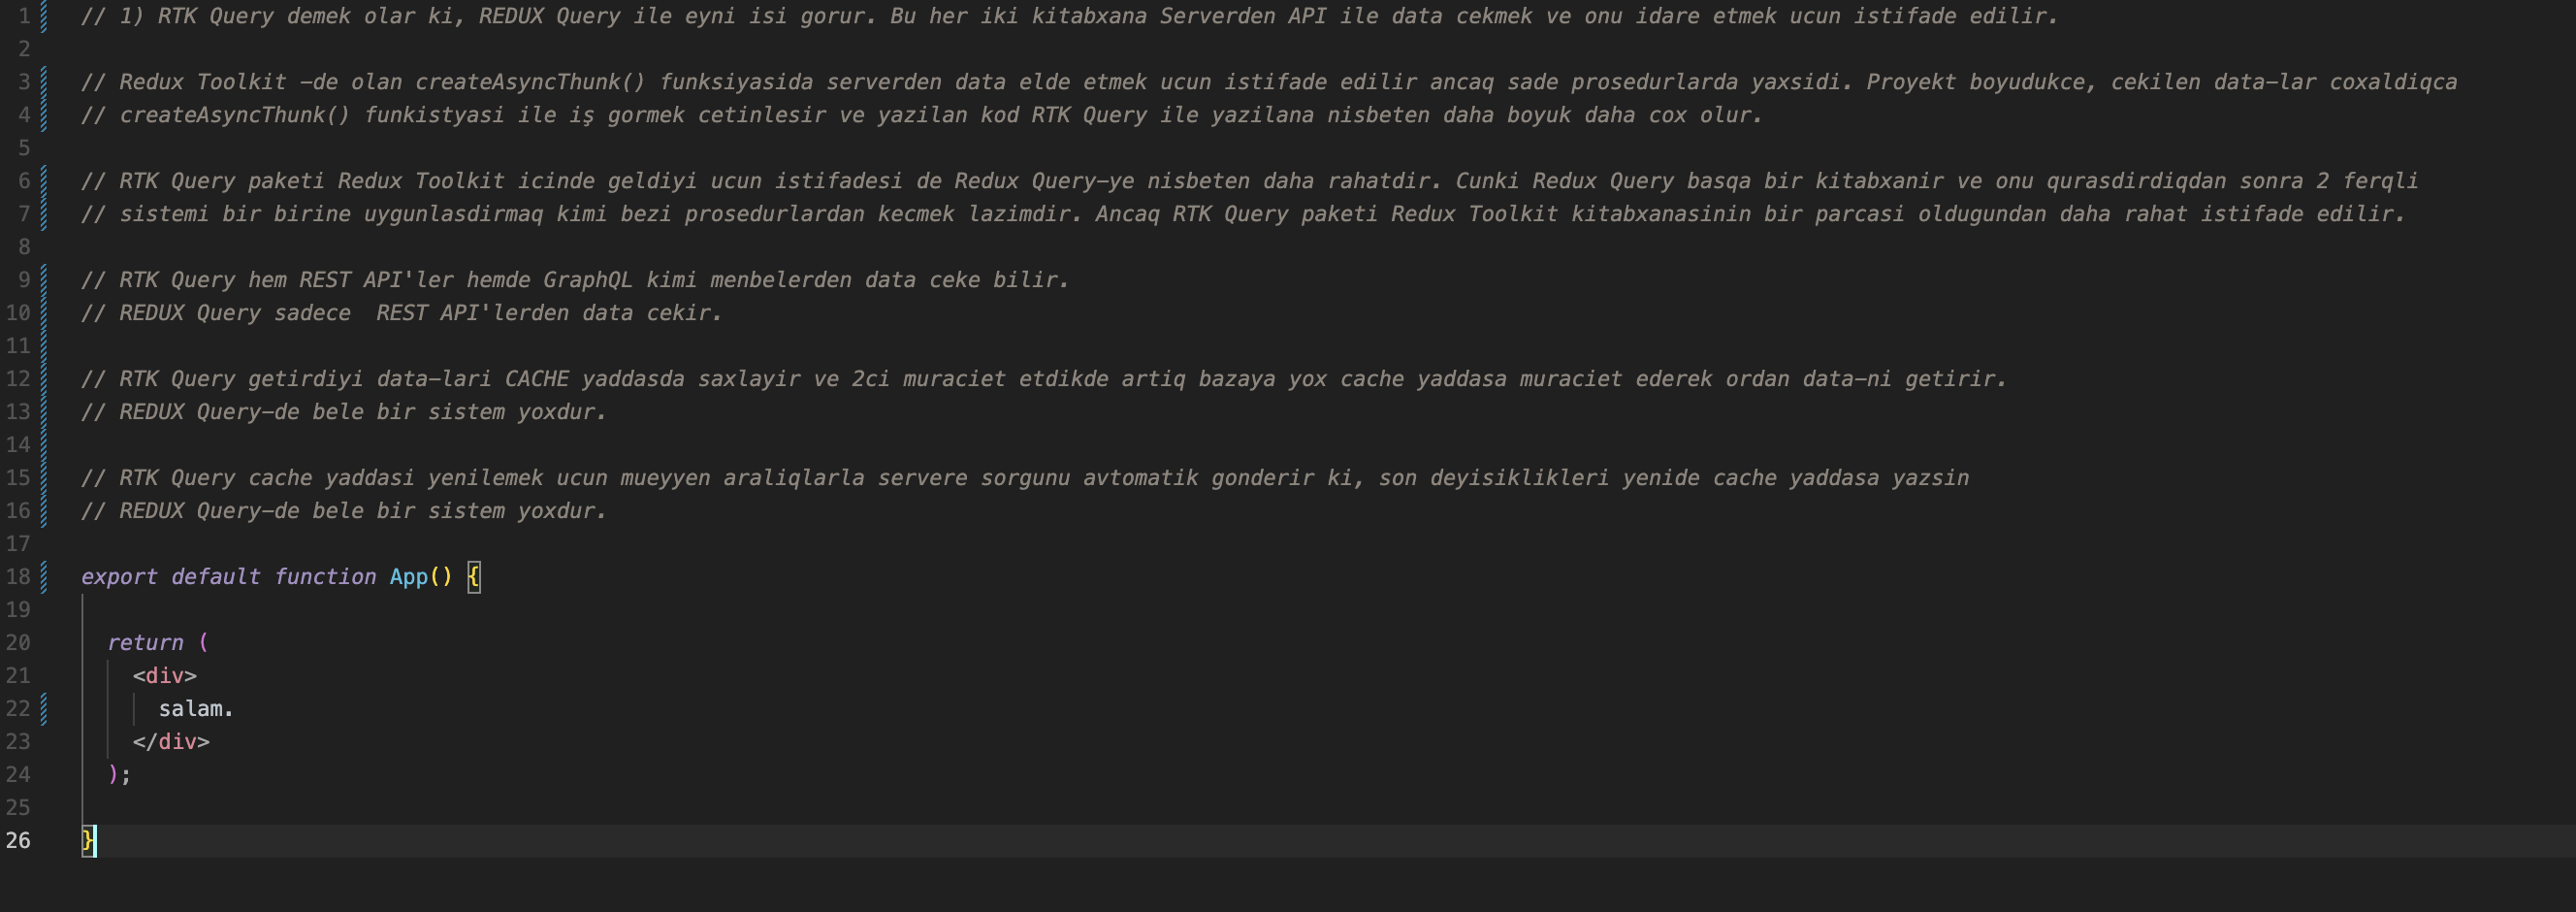 1 // 1) RTK Query demek olar ki, REDUX Query ile eyni isi gorur. Bu her iki kitabxana Serverden API ile data cekmek ve onu idare etmek ucun istifade edilir.
2
3 // Redux Toolkit -de olan createAsyncThunk() funksiyasida serverden data elde etmek ucun istifade edilir ancaq sade prosedurlarda yaxsidi. Proyekt boyudukce, cekilen data-lar coxaldiqca
4 // createAsyncThunk() funkistyasi ile iş gormek cetinlesir ve yazilan kod RTK Query ile yazilana nisbeten daha boyuk daha cox olur.
5
6 // RTK Query paketi Redux Toolkit icinde geldiyi ucun istifadesi de Redux Query-ye nisbeten daha rahatdir. Cunki Redux Query basqa bir kitabxanir ve onu qurasdirdiqdan sonra 2 ferqli
7 // sistemi bir birine uygunlasdirmaq kimi bezi prosedurlardan kecmek lazimdir. Ancaq RTK Query paketi Redux Toolkit kitabxanasinin bir parcasi oldugundan daha rahat istifade edilir.
8
9 // RTK Query hem REST API'ler hemde GraphQL kimi menbelerden data ceke bilir.
10 // REDUX Query sadece  REST API'lerden data cekir.
11
12 // RTK Query getirdiyi data-lari CACHE yaddasda saxlayir ve 2ci muraciet etdikde artiq bazaya yox cache yaddasa muraciet ederek ordan data-ni getirir.
13 // REDUX Query-de bele bir sistem yoxdur.
14
15 // RTK Query cache yaddasi yenilemek ucun mueyyen araliqlarla servere sorgunu avtomatik gonderir ki, son deyisiklikleri yenide cache yaddasa yazsin
16 // REDUX Query-de bele bir sistem yoxdur.
17
18 export default function App() {
19
20 return (
21 <div>
22 salam.
23 </div>
24 );
25
26 }